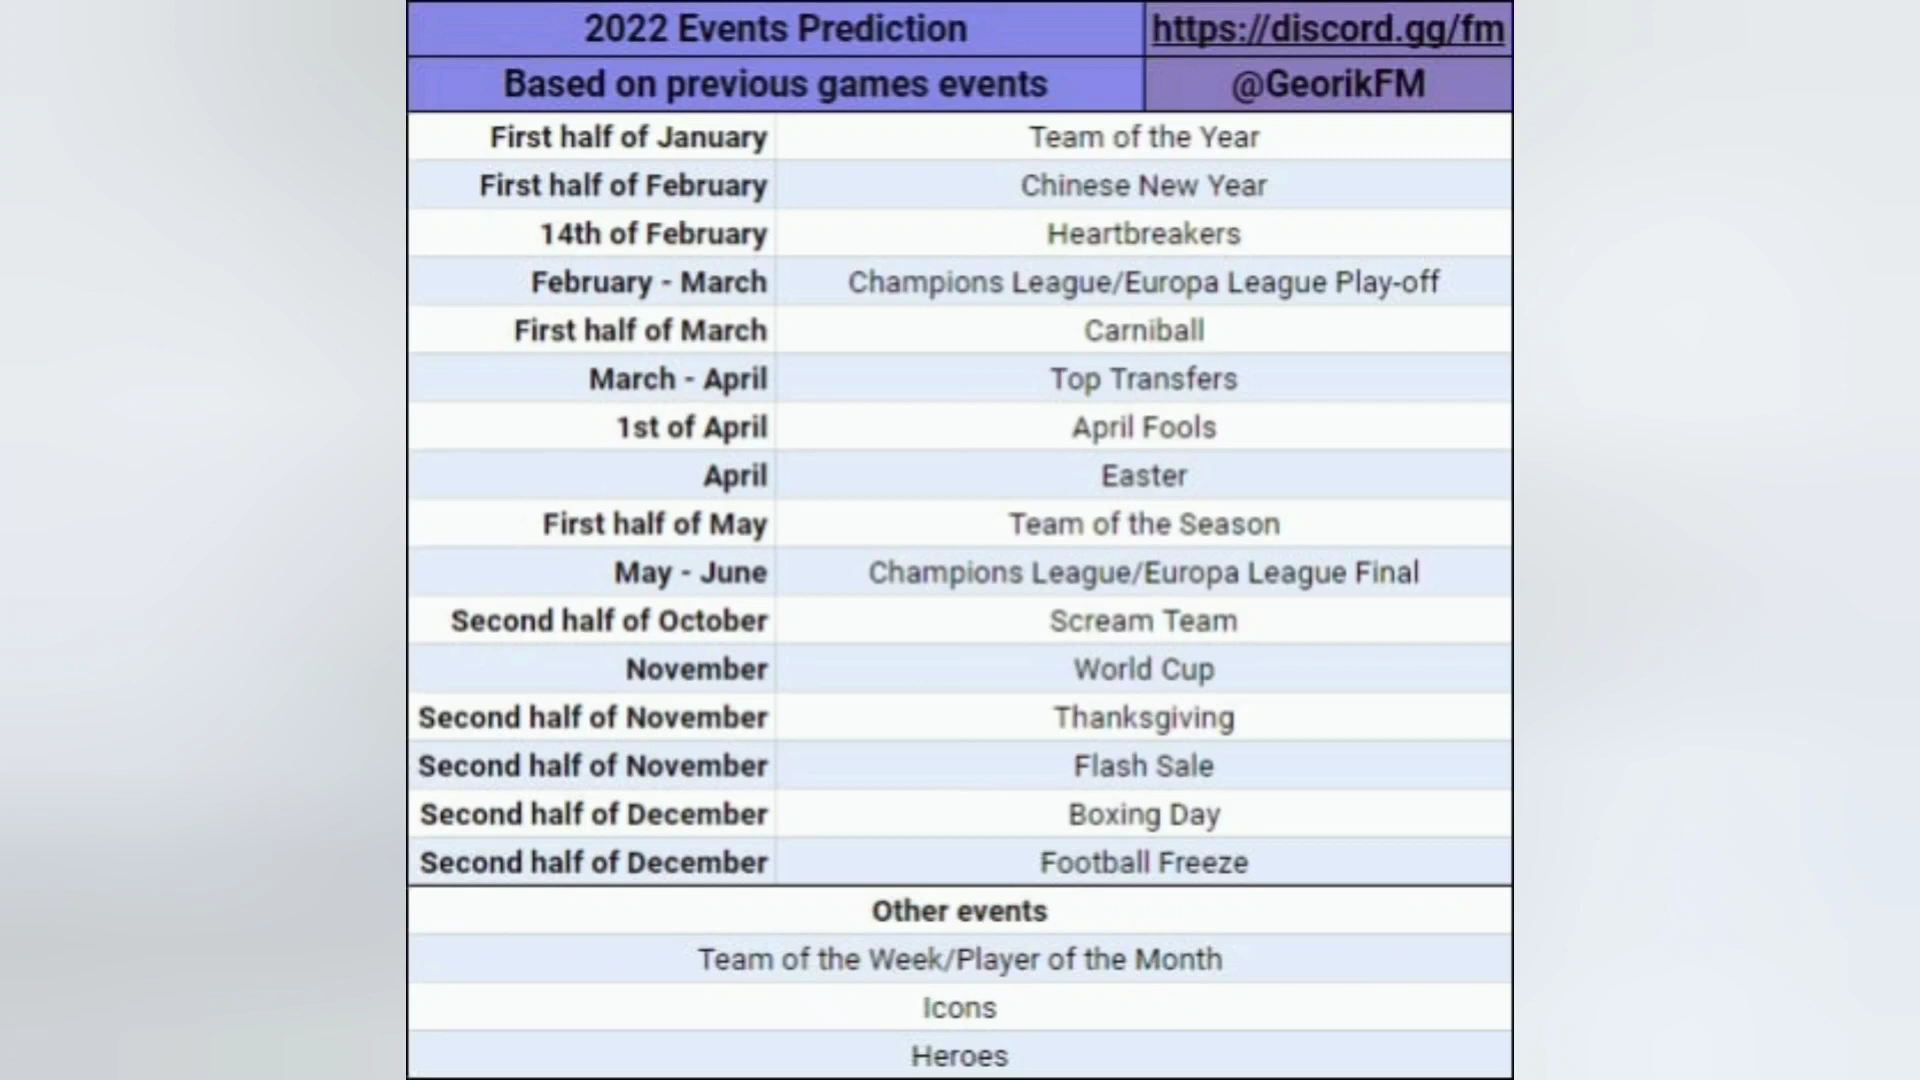 2022 Events Prediction https://discord.gg/fm
Based on previous games events @GeorikFM
First half of January Team of the Year
First half of February Chinese New Year
14th of February Heartbreakers
February - March Champions League/Europa League Play-off
First half of March Carniball
March - April Top Transfers
1st of April April Fools
April Easter
First half of May Team of the Season
May - June Champions League/Europa League Final
Second half of October Scream Team
November World Cup
Second half of November Thanksgiving
Second half of November Flash Sale
Second half of December Boxing Day
Second half of December Football Freeze
Other events
Team of the Week/Player of the Month
Icons
Heroes